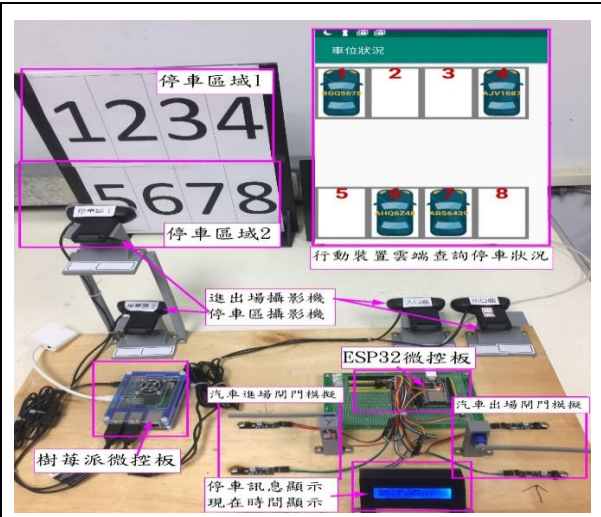 停車區域1
1234
5678
停車區域2
車位狀況
1 2 3 4
AJV1687
5 6 7 8
AHQ6Z4
ABS6439
行動裝置雲端查詢停車狀況
進出場攝影機
停車區攝影機
入口端
出口端
ESP32微控板
汽車進場閘門模擬
汽車出場閘門模擬
樹莓派微控板
停車訊息顯示
現在時間顯示